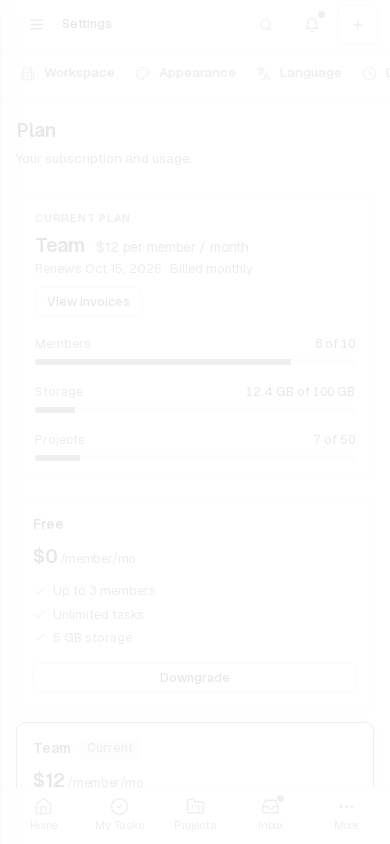 Settings
Workspace Appearance Language
Plan
Your subscription and usage.
CURRENT PLAN
Team · $12 per member / month
Renews Oct 15, 2026 · Billed monthly
View invoices
Members 8 of 10
Storage 12.4 GB of 100 GB
Projects 7 of 50
Free
$0 /member/mo
Up to 3 members
Unlimited tasks
5 GB storage
Downgrade
Team Current
$12 /member/mo
Home My Tasks Projects Inbox More